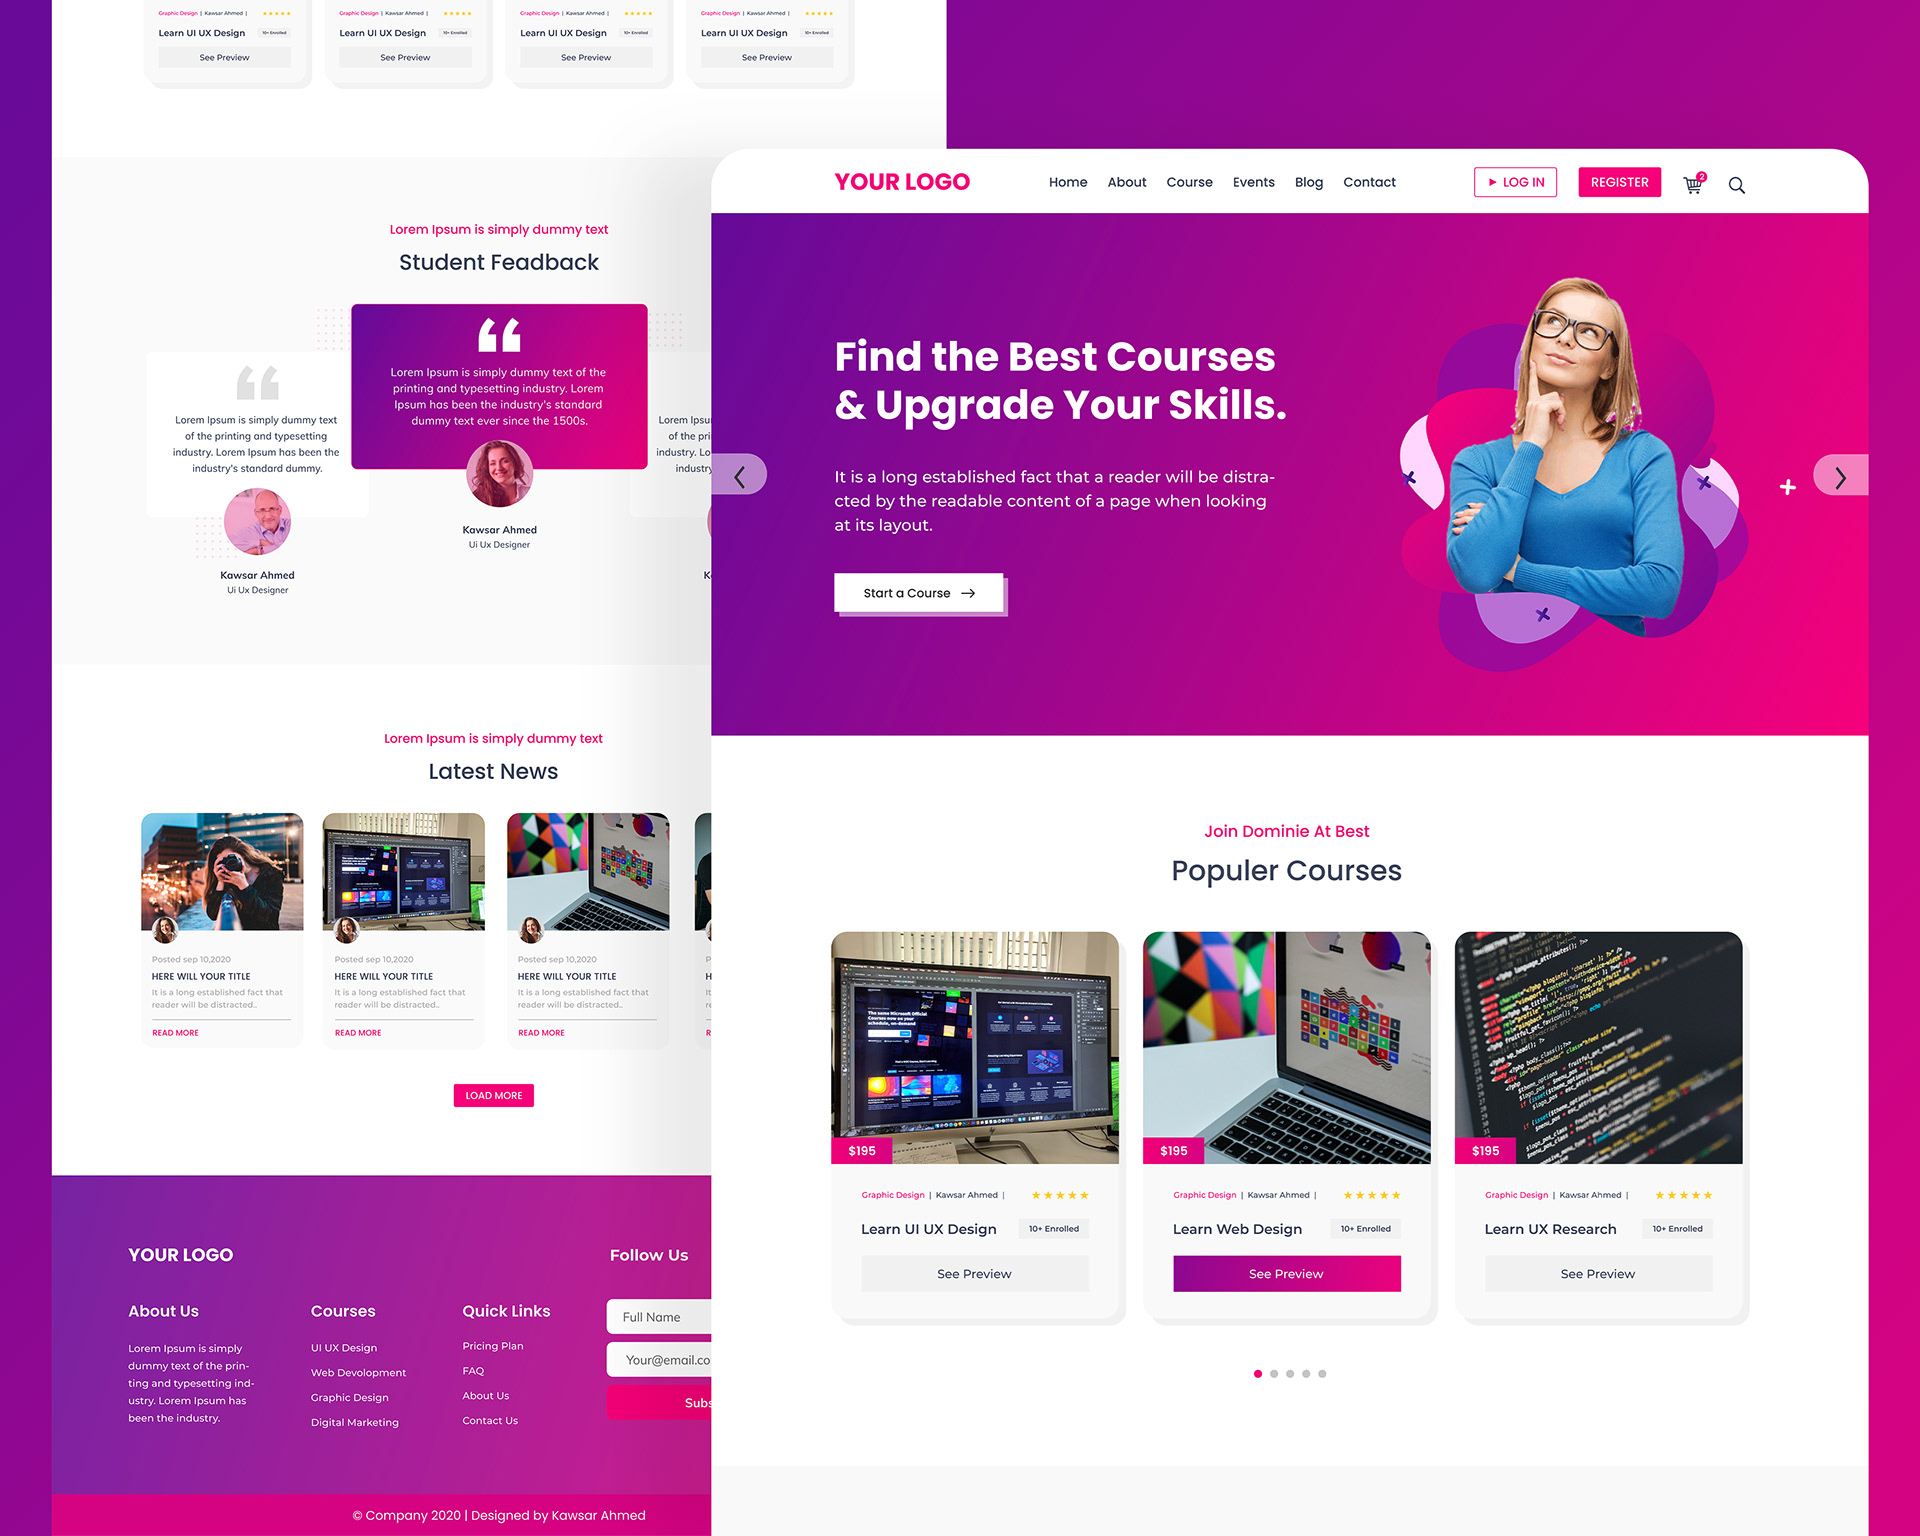 Graphic Design | Kawsar Ahmed |
Learn UI UX Design
10+ Enrolled
See Preview
Graphic Design | Kawsar Ahmed |
Learn UI UX Design
10+ Enrolled
See Preview
Graphic Design | Kawsar Ahmed |
Learn UI UX Design
10+ Enrolled
See Preview
Graphic Design | Kawsar Ahmed |
Learn UI UX Design
10+ Enrolled
See Preview
Lorem Ipsum is simply dummy text
Student Feadback
Lorem Ipsum is simply dummy text
of the printing and typesetting
industry. Lorem Ipsum has been the
industry's standard dummy.
Kawsar Ahmed
Ui Ux Designer
Lorem Ipsum is simply dummy text of the
printing and typesetting industry. Lorem
Ipsum has been the industry's standard
dummy text ever since the 1500s.
Kawsar Ahmed
Ui Ux Designer
Lorem Ipsum is simply dummy text
Latest News
Posted sep 10,2020
HERE WILL YOUR TITLE
It is a long established fact that
reader will be distracted..
READ MORE
Posted sep 10,2020
HERE WILL YOUR TITLE
It is a long established fact that
reader will be distracted..
READ MORE
Posted sep 10,2020
HERE WILL YOUR TITLE
It is a long established fact that
reader will be distracted..
READ MORE
LOAD MORE
YOUR LOGO
About Us
Lorem Ipsum is simply
dummy text of the prin-
ting and typesetting ind-
ustry. Lorem Ipsum has
been the industry.
Courses
UI UX Design
Web Devolopment
Graphic Design
Digital Marketing
Quick Links
Pricing Plan
FAQ
About Us
Contact Us
Follow Us
Full Name
Your@email.co
Subs
© Company 2020 | Designed by Kawsar Ahmed
YOUR LOGO
Home About Course Events Blog Contact
LOG IN
REGISTER
2
Find the Best Courses
& Upgrade Your Skills.
It is a long established fact that a reader will be distra-
cted by the readable content of a page when looking
at its layout.
Start a Course
Join Dominie At Best
Populer Courses
$195
Graphic Design | Kawsar Ahmed |
Learn UI UX Design
10+ Enrolled
See Preview
$195
Graphic Design | Kawsar Ahmed |
Learn Web Design
10+ Enrolled
See Preview
$195
Graphic Design | Kawsar Ahmed |
Learn UX Research
10+ Enrolled
See Preview